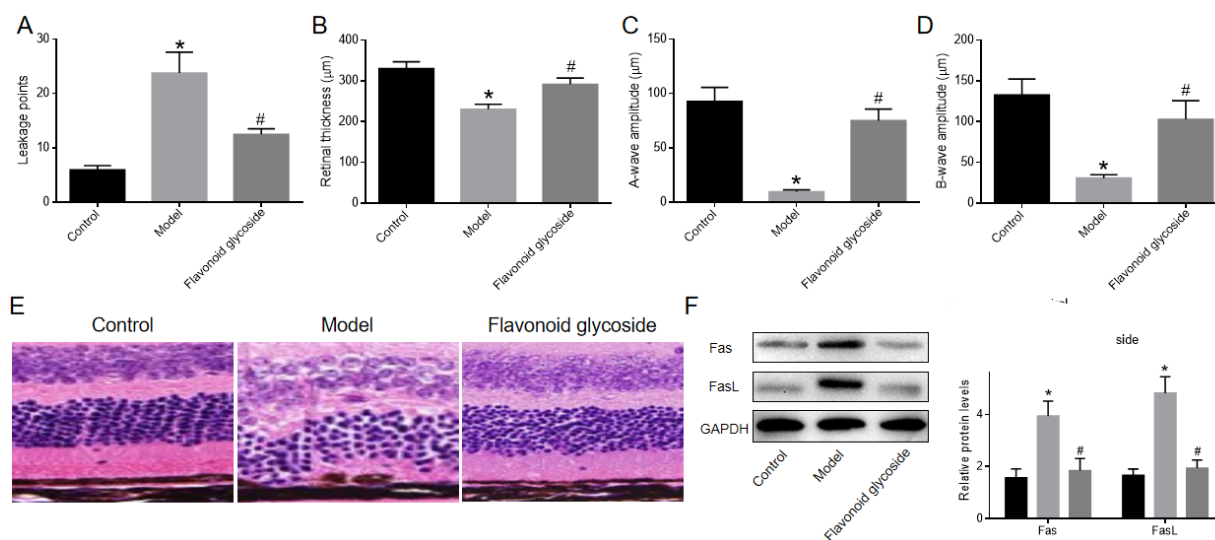 A
Leakage points
30
20
10
0
*
#
Control
Model
Flavonoid glycoside
B
Retinal thickness (μm)
400
300
200
100
0
*
#
Control
Model
Flavonoid glycoside
C
A-wave amplitude (μm)
150
100
50
0
*
#
Control
Model
Flavonoid glycoside
D
B-wave amplitude (μm)
200
150
100
50
0
*
#
Control
Model
Flavonoid glycoside
E
Control
Model
Flavonoid glycoside
F
Fas
FasL
GAPDH
Control
Model
Flavonoid glycoside
side
Relative protein levels
4
2
0
*
#
*
#
Fas
FasL